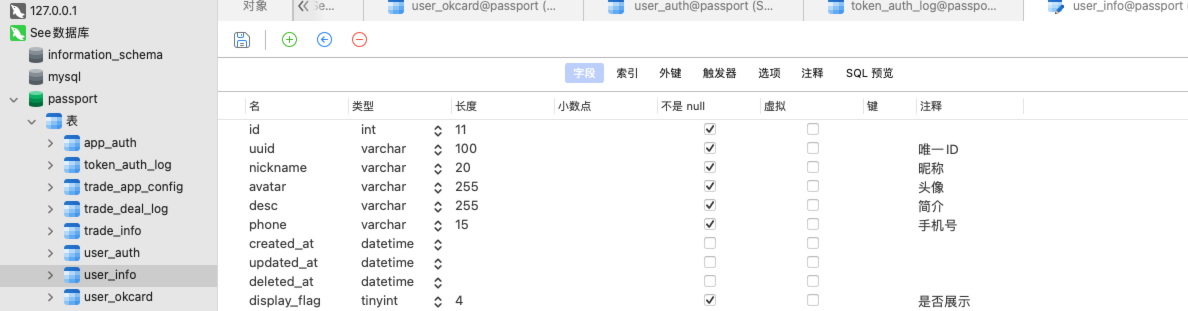 127.0.0.1
See数据库
information_schema
mysql
passport
表
app_auth
token_auth_log
trade_app_config
trade_deal_log
trade_info
user_auth
user_info
user_okcard
对象 user_okcard@passport (... user_auth@passport (S... token_auth_log@passpo... user_info@passport
字段 索引 外键 触发器 选项 注释 SQL 预览
名 类型 长度 小数点 不是 null 虚拟 键 注释
id int 11
uuid varchar 100 唯一ID
nickname varchar 20 昵称
avatar varchar 255 头像
desc varchar 255 简介
phone varchar 15 手机号
created_at datetime
updated_at datetime
deleted_at datetime
display_flag tinyint 4 是否展示